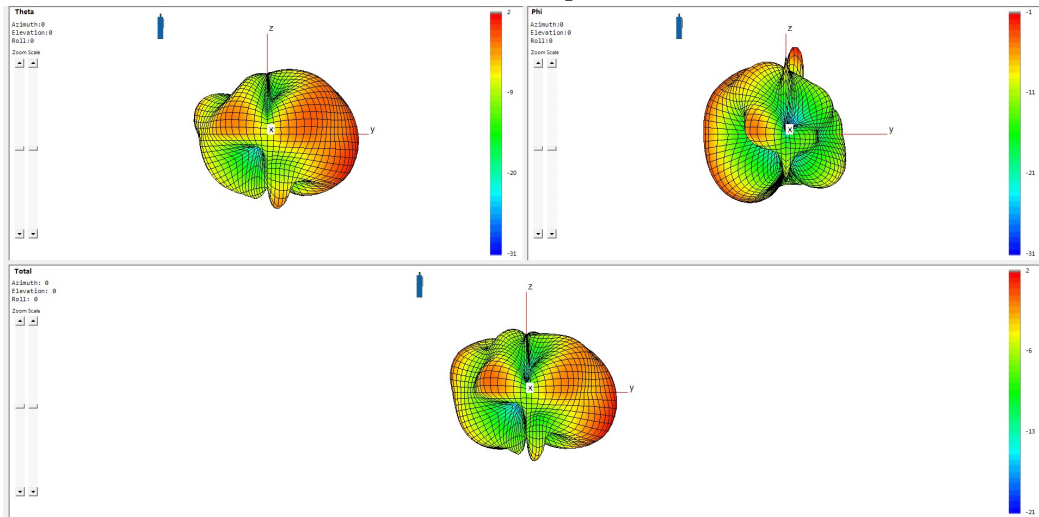 Theta
Azimuth:0
Elevation:0
Roll:0
Zoom Scale
z
y
x
2
-9
-20
-31
Phi
Azimuth:0
Elevation:0
Roll:0
Zoom Scale
z
y
x
-1
-11
-21
-31
Total
Azimuth: 0
Elevation: 0
Roll: 0
Zoom Scale
z
y
x
2
-6
-13
-21